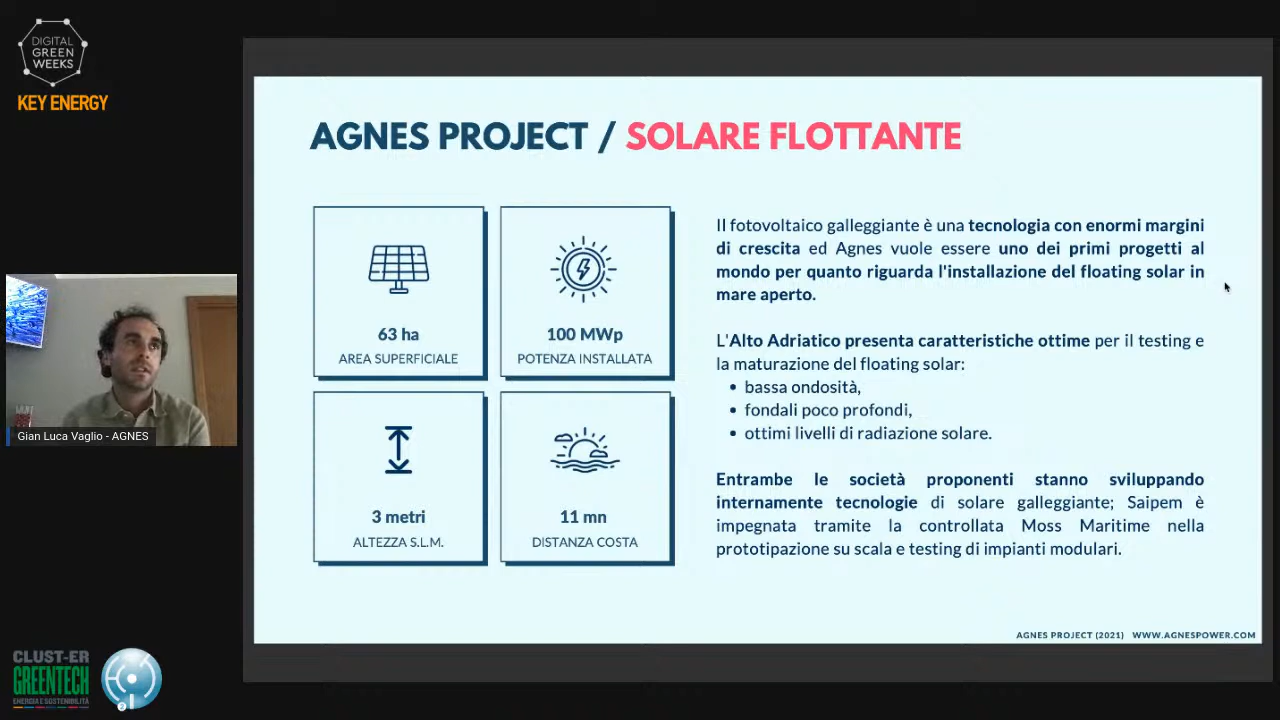 DIGITAL
GREEN
WEEKS
KEY ENERGY
AGNES PROJECT / SOLARE FLOTTANTE
63 ha
AREA SUPERFICIALE
100 MWp
POTENZA INSTALLATA
3 metri
ALTEZZA S.L.M.
11 mn
DISTANZA COSTA
Il fotovoltaico galleggiante è una tecnologia con enormi margini
di crescita ed Agnes vuole essere uno dei primi progetti al
mondo per quanto riguarda l'installazione del floating solar in
mare aperto.
L'Alto Adriatico presenta caratteristiche ottime per il testing e
la maturazione del floating solar:
• bassa ondosità,
• fondali poco profondi,
• ottimi livelli di radiazione solare.
Entrambe le società proponenti stanno sviluppando
internamente tecnologie di solare galleggiante; Saipem è
impegnata tramite la controllata Moss Maritime nella
prototipazione su scala e testing di impianti modulari.
AGNES PROJECT (2021) WWW.AGNESPOWER.COM
Gian Luca Vaglio - AGNES
CLUST-ER
GREENTECH
ENERGIA E SOSTENIBILITÀ
2